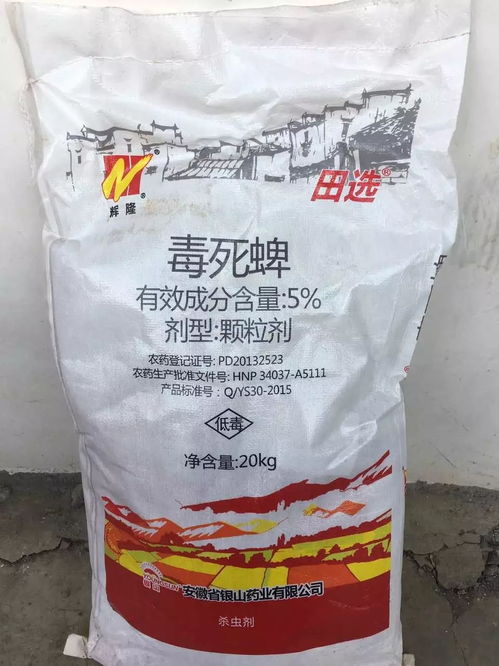 辉隆®
田选®
毒死蜱
有效成分含量:5%
剂型:颗粒剂
农药登记证号: PD20132523
农药生产批准文件号: HNP 34037-A5111
产品标准号: Q/YS30-2015
低毒
净含量:20kg
安徽省银山药业有限公司
杀虫剂